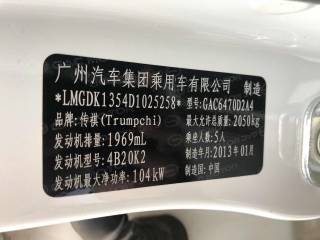 广州汽车集团乘用车有限公司 制造
*LMGDK1354D1025258* 型号:GAC6470D2A4
品牌:传祺(Trumpchi) 最大允许总质量:2050kg
发动机排量:1969mL 乘坐人数:5人
发动机型号:4B20K2 制造年月:2013年01月
发动机最大净功率:104kW 制造国:中国